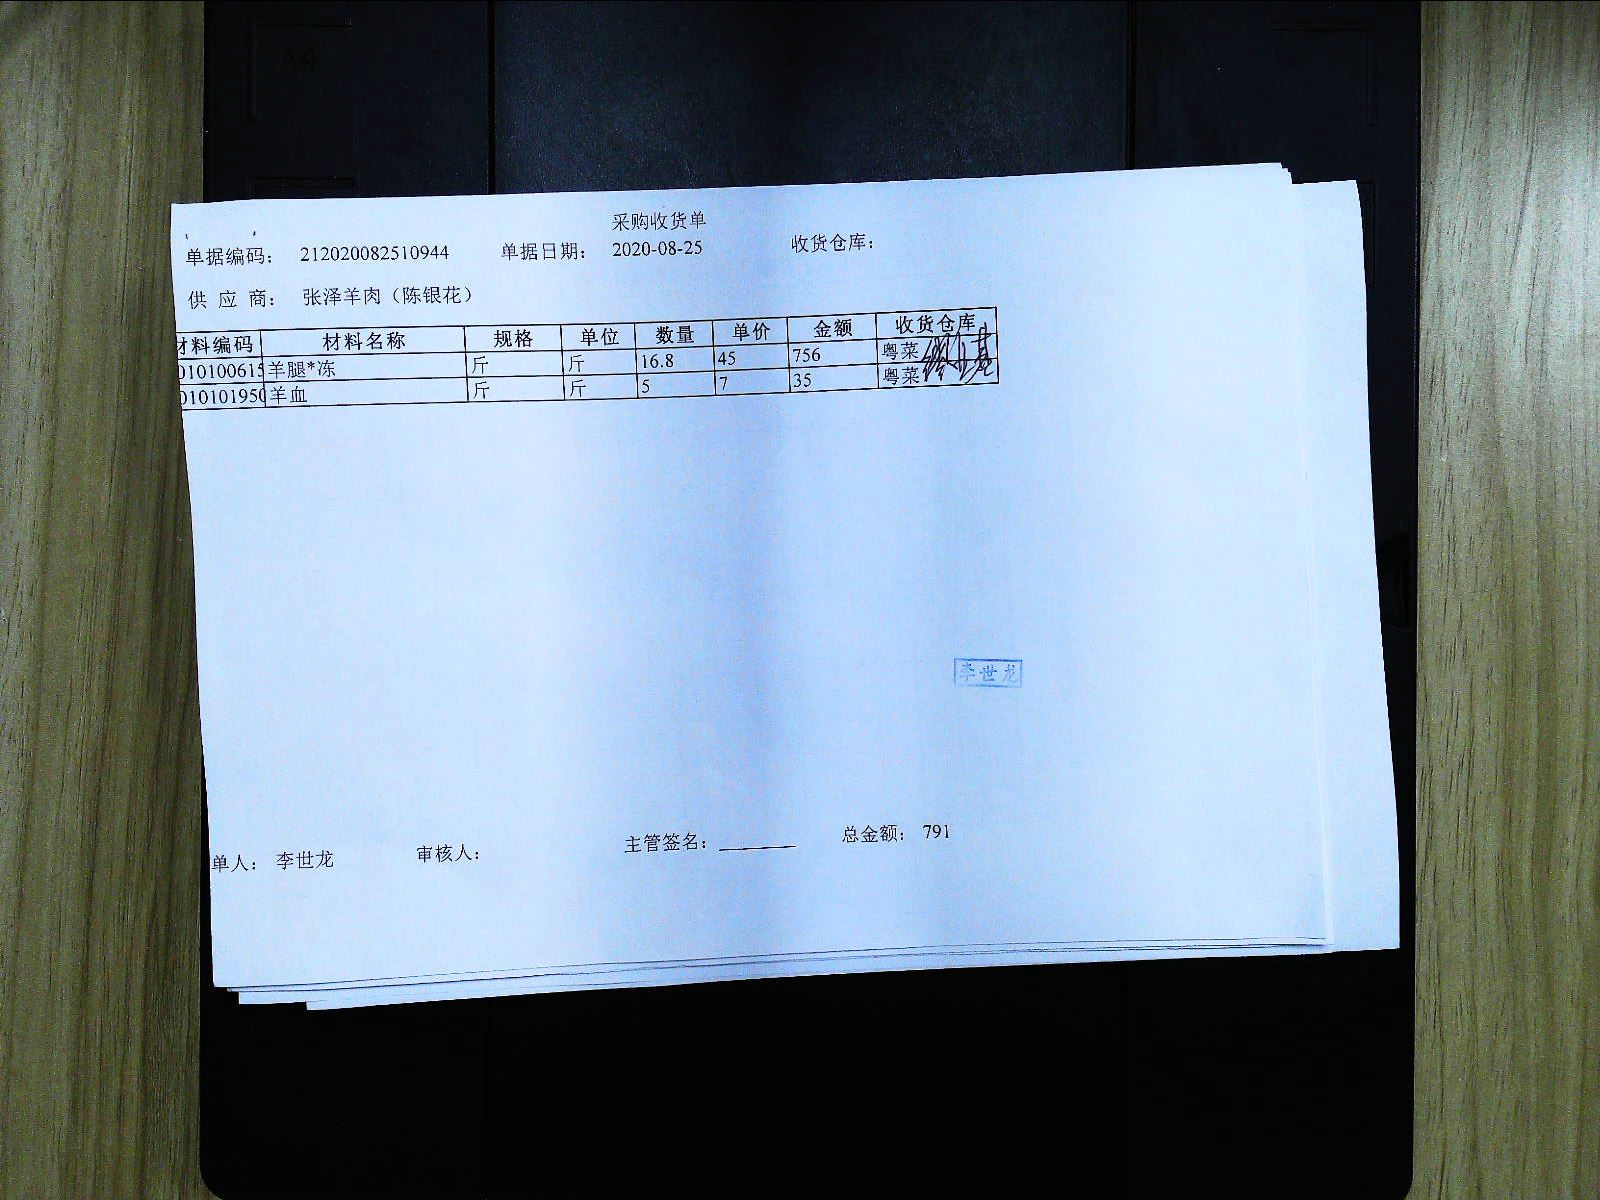 采购收货单
单据编码： 212020082510944 单据日期： 2020-08-25 收货仓库：
供 应 商： 张泽羊肉（陈银花）
材料编码 材料名称 规格 单位 数量 单价 金额 收货仓库
010100615 羊腿*冻 斤 斤 16.8 45 756 粤菜
010101950 羊血 斤 斤 5 7 35 粤菜
李世龙
单人： 李世龙 审核人： 主管签名： 总金额： 791